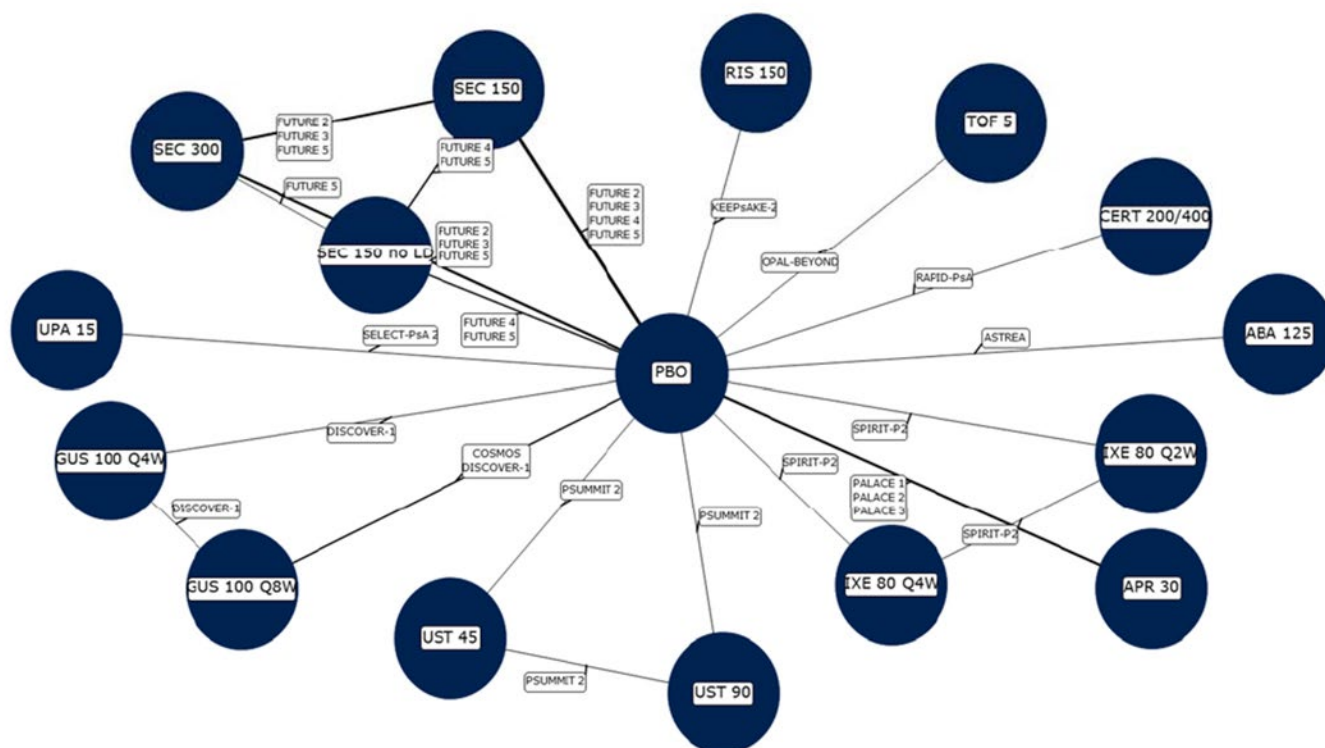 RIS 150
SEC 150
TOF 5
FUTURE 2
FUTURE 3
FUTURE 5
SEC 300
FUTURE 4
FUTURE 5
FUTURE 5
FUTURE 2
FUTURE 3
FUTURE 4
FUTURE 5
KEEPsAKE-2
CERT 200/400
FUTURE 2
FUTURE 3
FUTURE 5
SEC 150 no LD
OPAL-BEYOND
RAPID-PsA
UPA 15
SELECT-PsA 2
FUTURE 4
FUTURE 5
ASTREA
ABA 125
PBO
DISCOVER-1
SPIRIT-P2
GUS 100 Q4W
COSMOS
DISCOVER-1
SPIRIT-P2
IXE 80 Q2W
PSUMMIT 2
PALACE 1
PALACE 2
PALACE 3
DISCOVER-1
PSUMMIT 2
SPIRIT-P2
GUS 100 Q8W
IXE 80 Q4W
APR 30
UST 45
PSUMMIT 2
UST 90